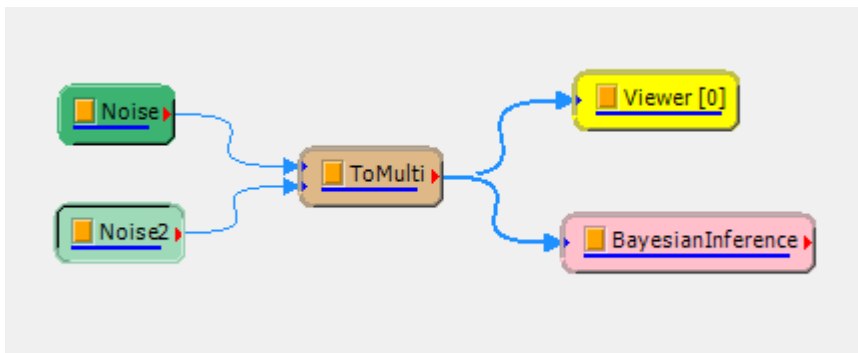 Noise
Noise2
ToMulti
Viewer [0]
BayesianInference